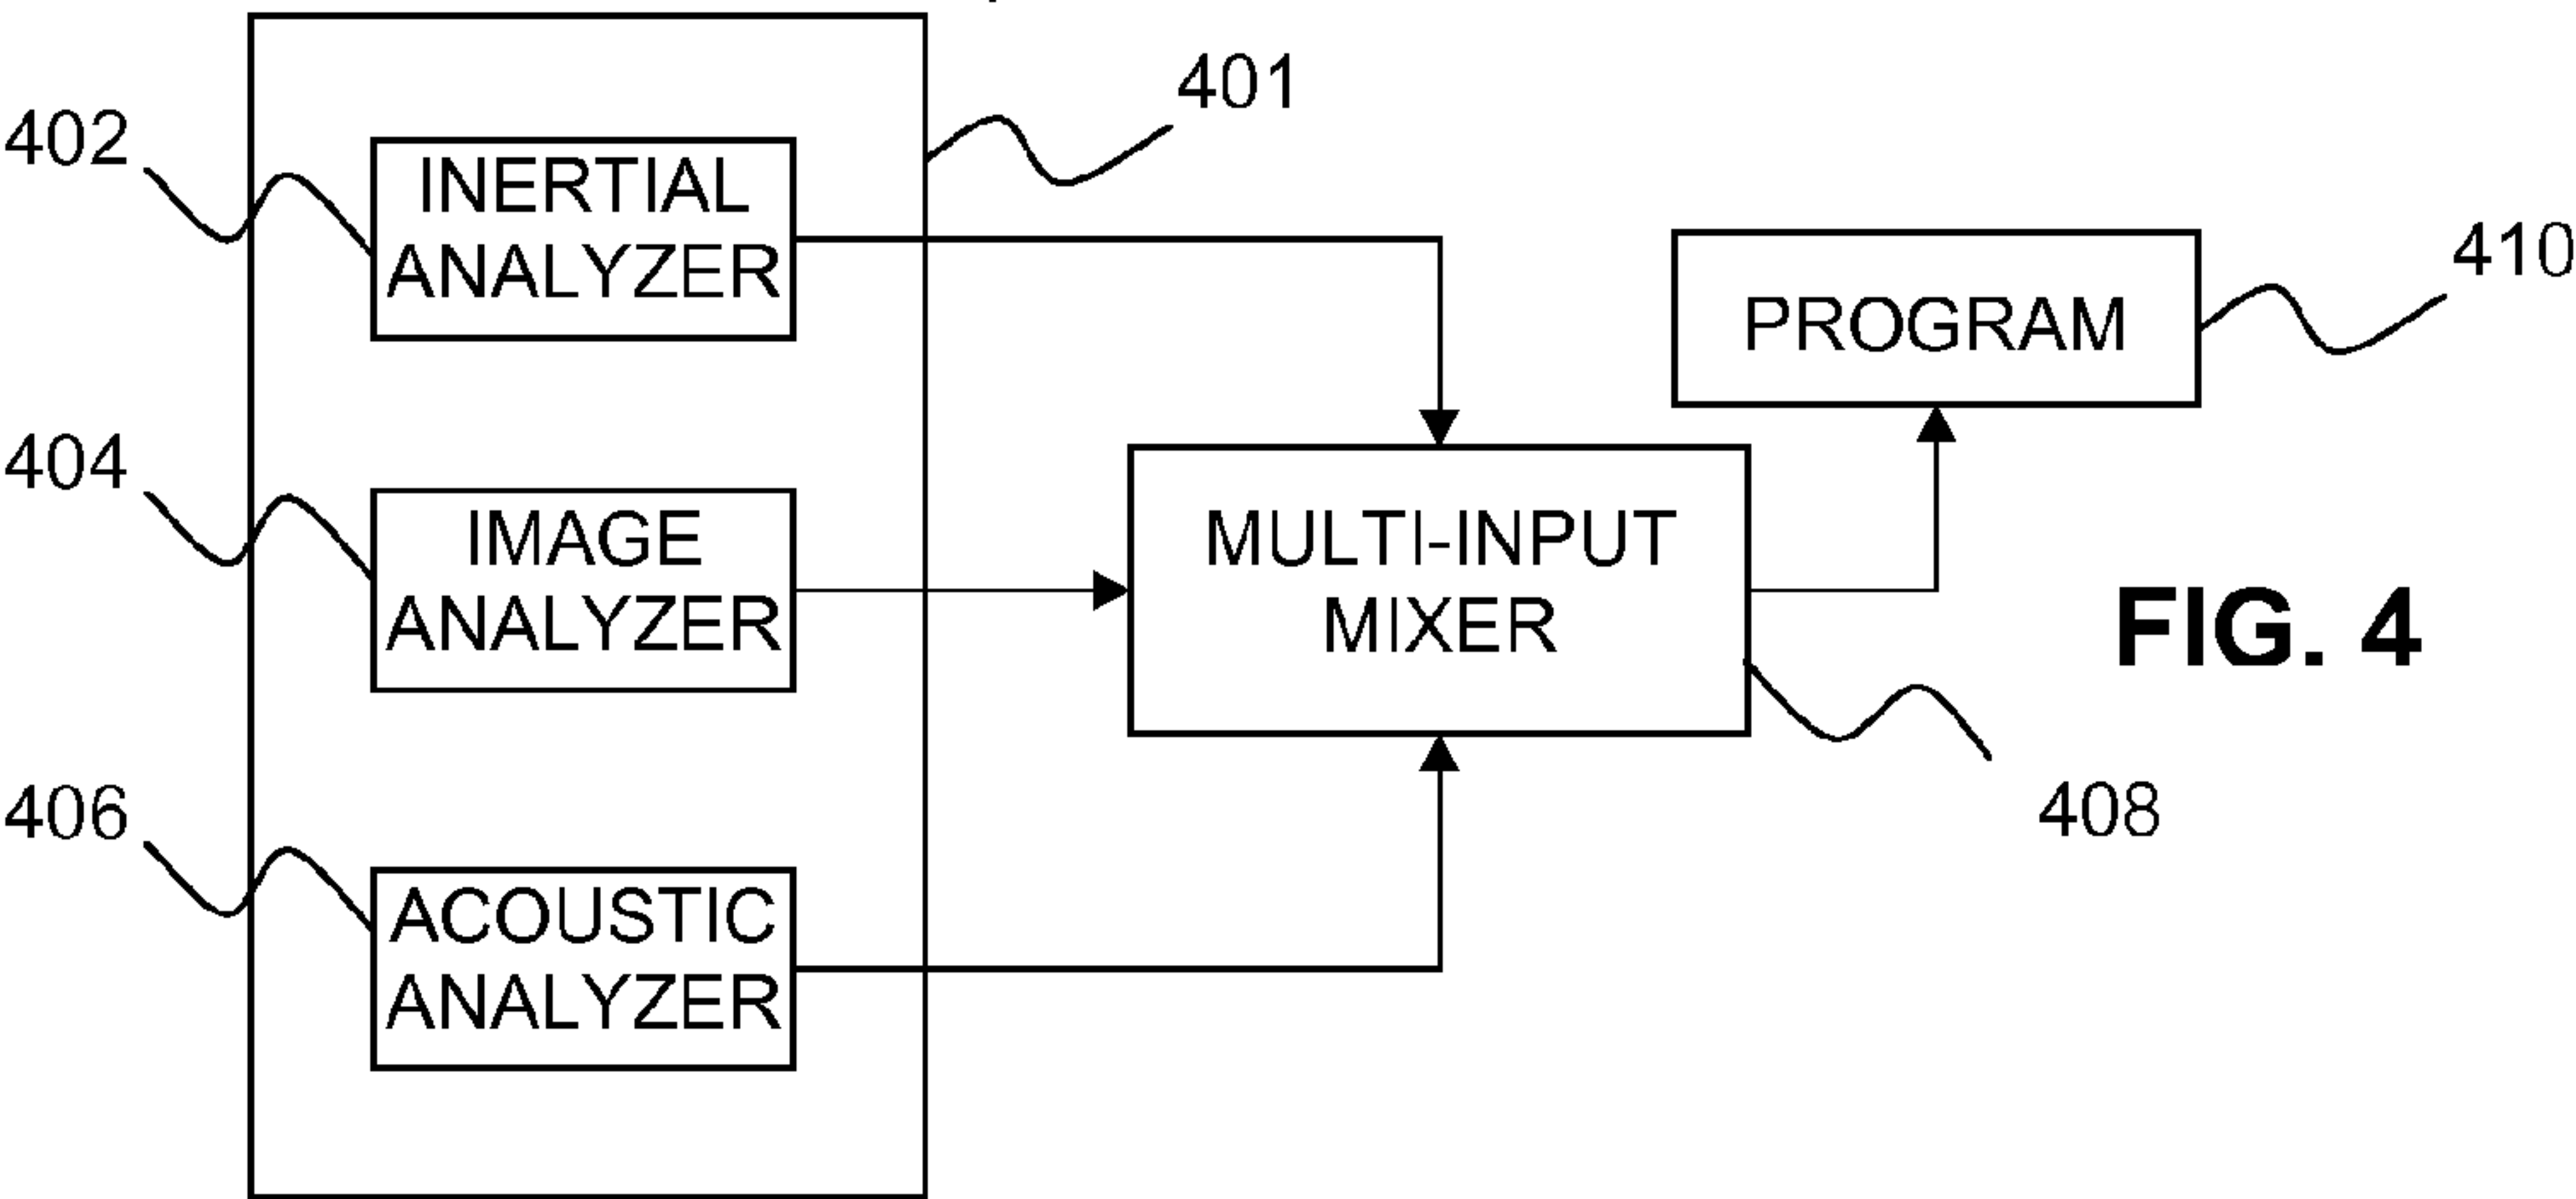 401
402
INERTIAL
ANALYZER
410
PROGRAM
404
IMAGE
ANALYZER
MULTI-INPUT
MIXER
FIG. 4
406
408
ACOUSTIC
ANALYZER